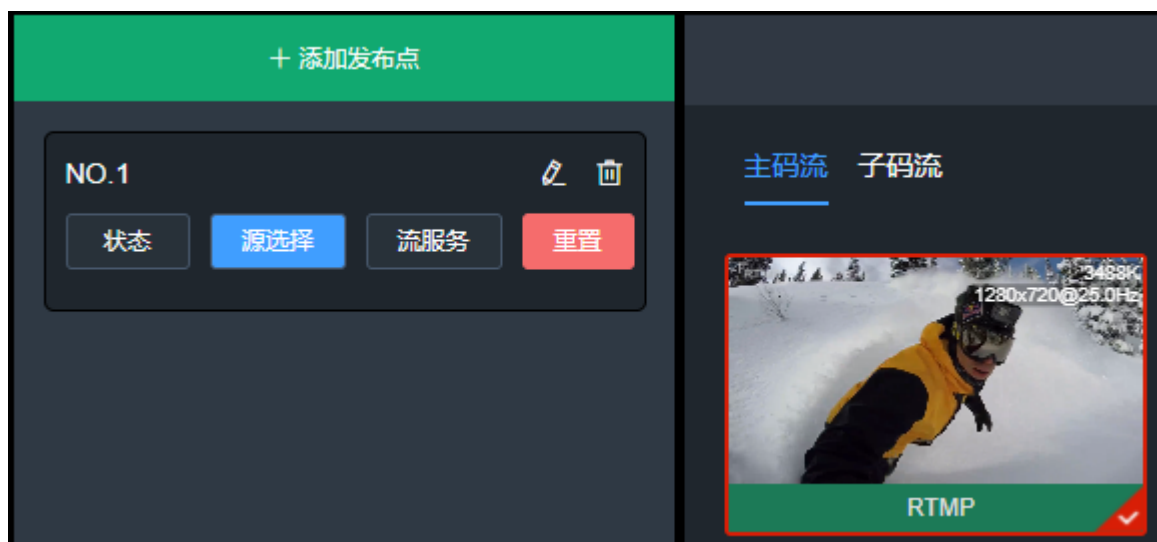 + 添加发布点
NO.1
状态 源选择 流服务 重置
主码流 子码流
3488K
1280x720@25.0Hz
RTMP